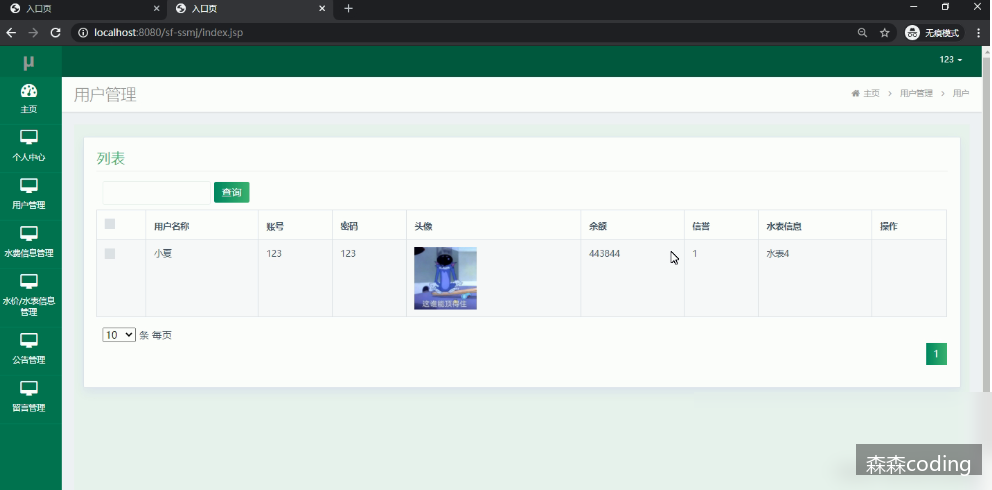 入口页
入口页
localhost:8080/sf-ssmj/index.jsp
无痕模式
μ
123
主页
个人中心
用户管理
水表信息管理
水价/水表信息管理
公告管理
留言管理
用户管理
主页 > 用户管理 > 用户
列表
查询
用户名称 账号 密码 头像 余额 信誉 水表信息 操作
小夏 123 123 443844 1 水表4
这谁能顶得住
10 条 每页
1
森森coding